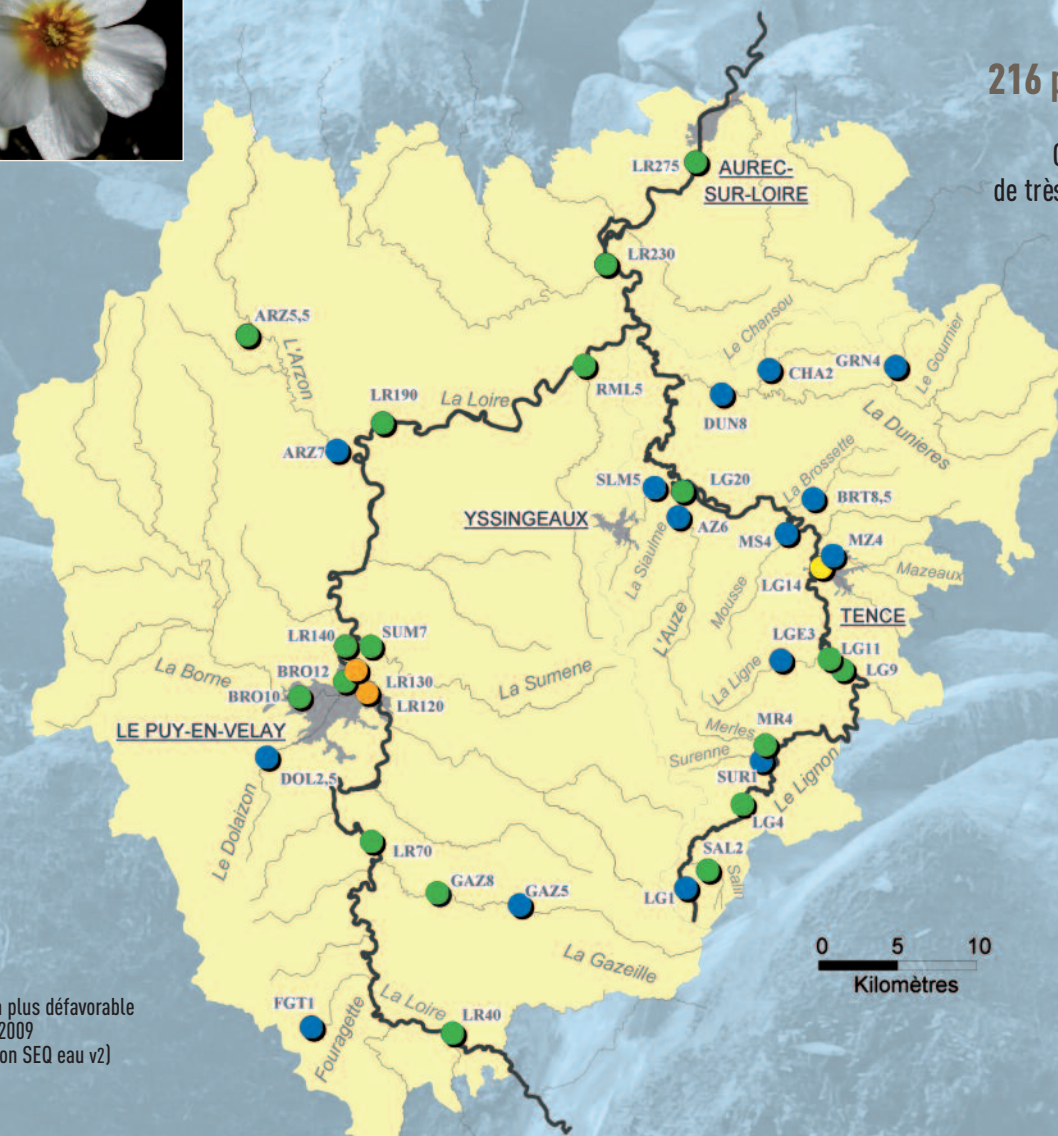 216 p
de très
LR275
AUREC-
SUR-LOIRE
LR230
ARZ5,5
L'Arzon
Le Chansou
CHA2
GRN4
Le Gournier
LR190
La Loire
RML5
DUN8
La Dunieres
ARZ7
La Brossette
SLM5
LG20
BRT8,5
YSSINGEAUX
AZ6
MS4
MZ4
La Siaulme
Mousse
LG14
Mazeaux
TENCE
L'Auze
LR140
SUM7
LGE3
LG11
LG9
La Borne
BRO12
La Sumene
La Ligne
BRO10
LR130
LR120
LE PUY-EN-VELAY
Merles
MR4
Surenne
SUR1
Le Lignon
DOL2,5
LG4
Le Dolaizon
LR70
SAL2
Salin
GAZ8
GAZ5
LG1
0 5 10
Kilomètres
La Gazeille
plus défavorable
2009
on SEQ eau v2)
FGT1
Fouragette
La Loire
LR40